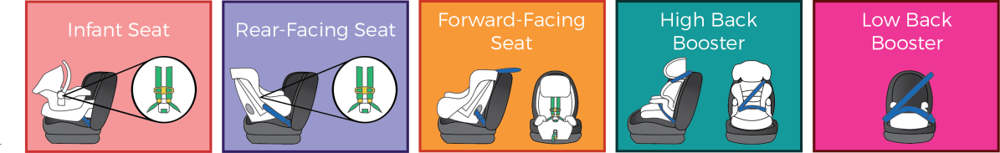 Infant Seat
Rear-Facing Seat
Forward-Facing
Seat
High Back
Booster
Low Back
Booster